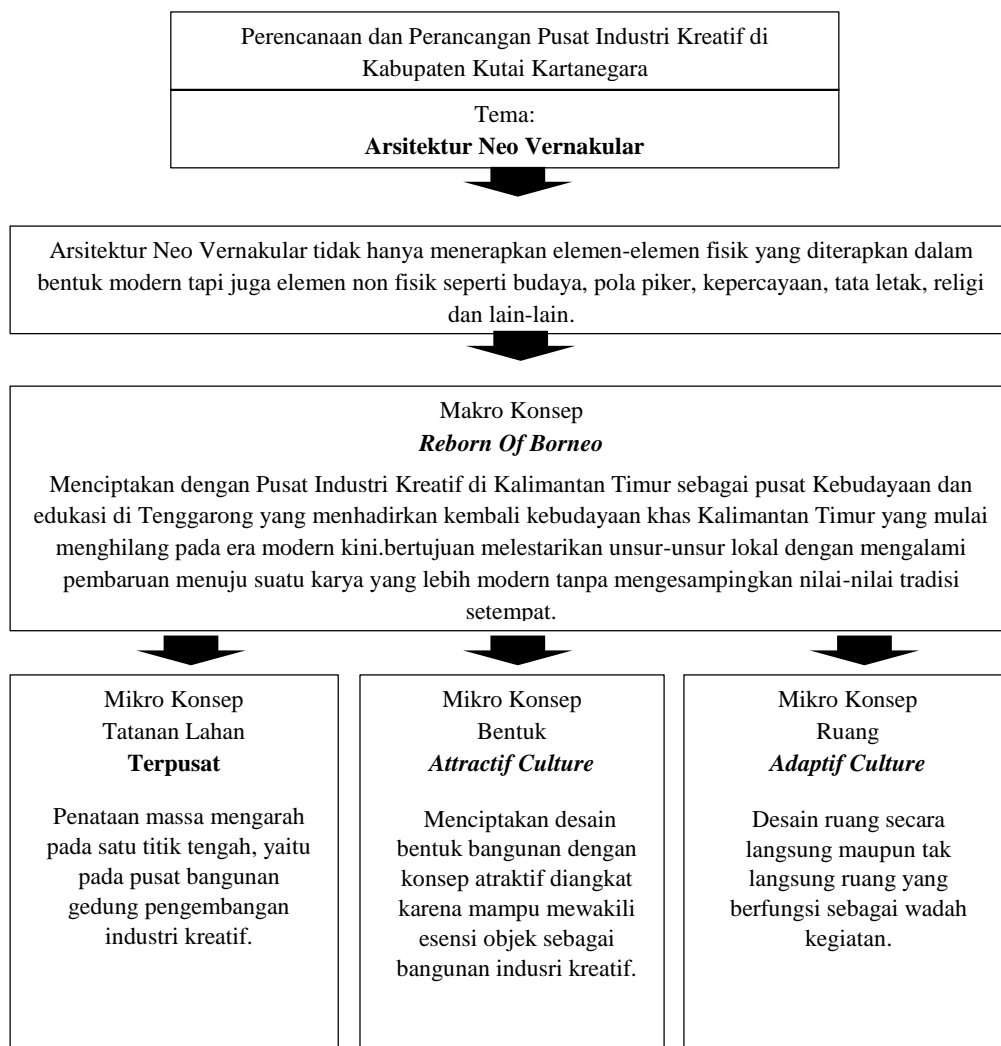 Perencanaan dan Perancangan Pusat Industri Kreatif di
Kabupaten Kutai Kartanegara
Tema:
Arsitektur Neo Vernakular
Arsitektur Neo Vernakular tidak hanya menerapkan elemen-elemen fisik yang diterapkan dalam
bentuk modern tapi juga elemen non fisik seperti budaya, pola piker, kepercayaan, tata letak, religi
dan lain-lain.
Makro Konsep
Reborn Of Borneo
Menciptakan dengan Pusat Industri Kreatif di Kalimantan Timur sebagai pusat Kebudayaan dan
edukasi di Tenggarong yang menhadirkan kembali kebudayaan khas Kalimantan Timur yang mulai
menghilang pada era modern kini.bertujuan melestarikan unsur-unsur lokal dengan mengalami
pembaruan menuju suatu karya yang lebih modern tanpa mengesampingkan nilai-nilai tradisi
setempat.
Mikro Konsep
Tatanan Lahan
Terpusat
Penataan massa mengarah
pada satu titik tengah, yaitu
pada pusat bangunan
gedung pengembangan
industri kreatif.
Mikro Konsep
Bentuk
Attractif Culture
Menciptakan desain
bentuk bangunan dengan
konsep atraktif diangkat
karena mampu mewakili
esensi objek sebagai
bangunan indusri kreatif.
Mikro Konsep
Ruang
Adaptif Culture
Desain ruang secara
langsung maupun tak
langsung ruang yang
berfungsi sebagai wadah
kegiatan.